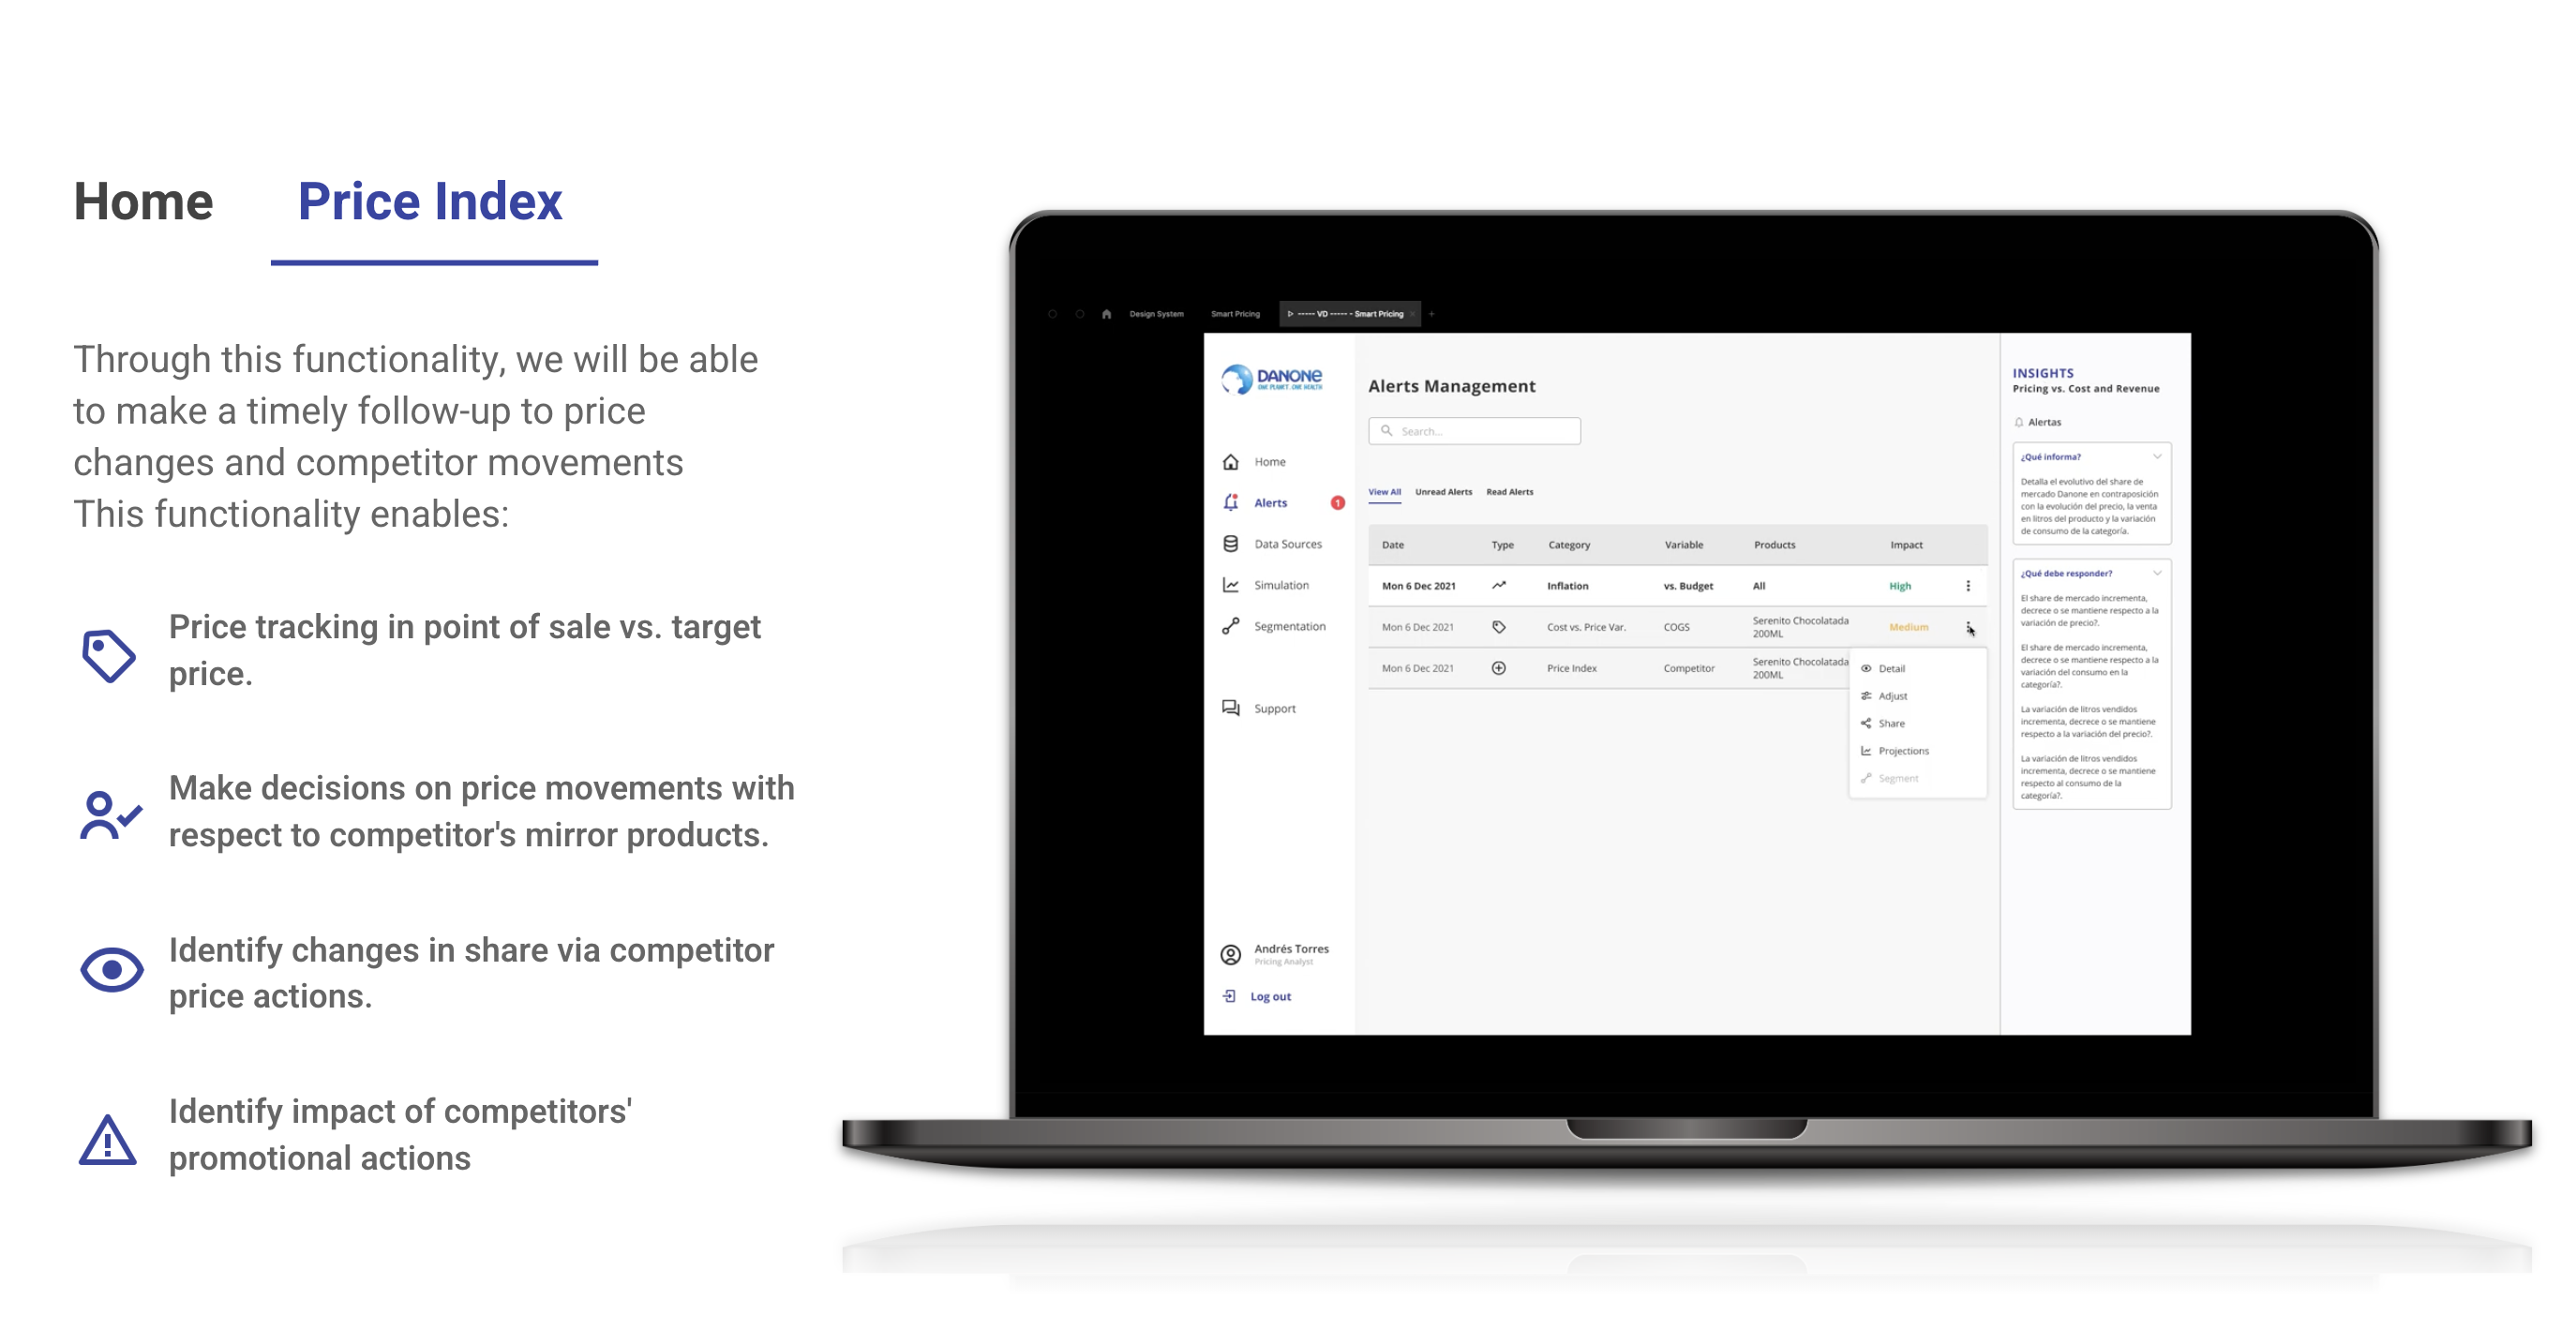 Home Price Index
Through this functionality, we will be able
to make a timely follow-up to price
changes and competitor movements
This functionality enables:
Price tracking in point of sale vs. target
price.
Make decisions on price movements with
respect to competitor's mirror products.
Identify changes in share via competitor
price actions.
Identify impact of competitors'
promotional actions
Design System Smart Pricing ----- VD ----- - Smart Pricing
DANONE
ONE PLANET. ONE HEALTH
Home
Alerts 1
Data Sources
Simulation
Segmentation
Support
Andrés Torres
Pricing Analyst
Log out
Alerts Management
Search...
View All Unread Alerts Read Alerts
Date Type Category Variable Products Impact
Mon 6 Dec 2021 Inflation vs. Budget All High
Mon 6 Dec 2021 Cost vs. Price Var. COGS Serenito Chocolatada
200ML Medium
Mon 6 Dec 2021 Price Index Competitor Serenito Chocolatada
200ML
Detail
Adjust
Share
Projections
Segment
INSIGHTS
Pricing vs. Cost and Revenue
Alertas
¿Qué informa?
Detalla el evolutivo del share de
mercado Danone en contraposición
con la evolución del precio, la venta
en litros del producto y la variación
de consumo de la categoría.
¿Qué debe responder?
El share de mercado incrementa,
decrece o se mantiene respecto a la
variación de precio?.
El share de mercado incrementa,
decrece o se mantiene respecto a la
variación del consumo en la
categoría?.
La variación de litros vendidos
incrementa, decrece o se mantiene
respecto a la variación del precio?.
La variación de litros vendidos
incrementa, decrece o se mantiene
respecto al consumo de la
categoría?.